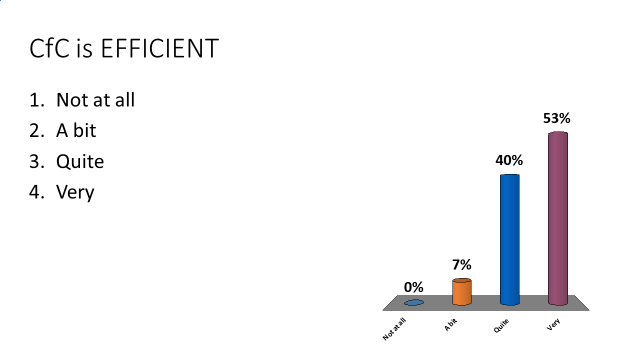 CfC is EFFICIENT
1. Not at all
2. A bit
3. Quite
4. Very
53%
40%
7%
0%
Not at all
A bit
Quite
Very